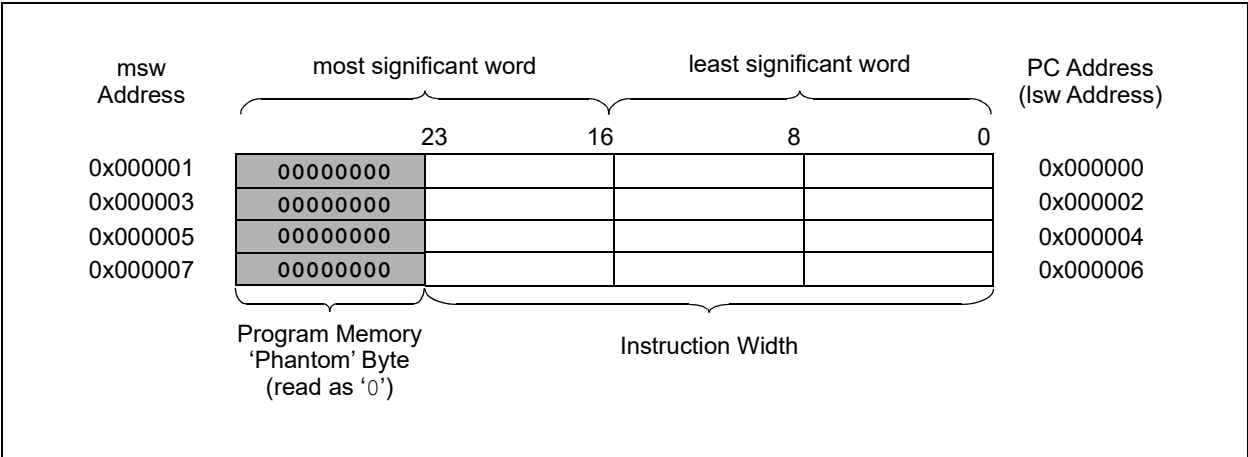 msw
Address
most significant word
least significant word
PC Address
(lsw Address)
23 16 8 0
0x000001 00000000 0x000000
0x000003 00000000 0x000002
0x000005 00000000 0x000004
0x000007 00000000 0x000006
Program Memory
‘Phantom’ Byte
(read as ‘0’)
Instruction Width